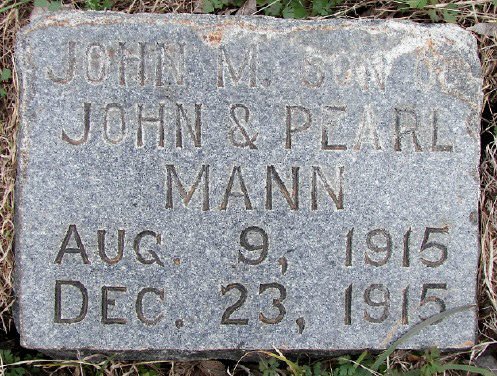 JOHN M. SON OF
JOHN & PEARL
MANN
AUG. 9, 1915
DEC. 23, 1915